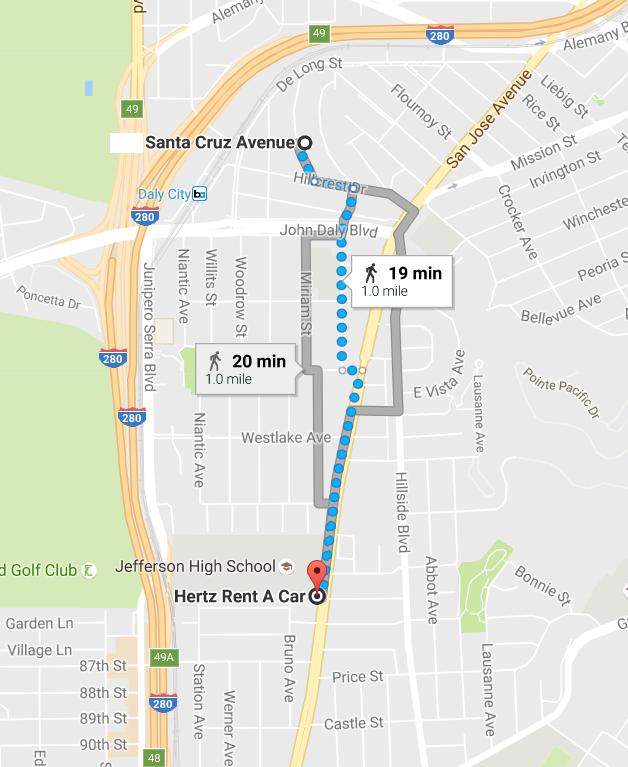 Alemany
49
280
Alemany B
vd
De Long St
49
Flournoy St
San Jose Avenue
Liebig St
Rice St
Santa Cruz Avenue
Mission St
Irvington St
Hillcrest Dr
Daly City
ba
280
Crocker Ave
Winchester
John Daly Blvd
Niantic Ave
Willits St
Woodrow St
Miriam St
Junipero Serra Blvd
Poncetta Dr
19 min
1.0 mile
Peoria S
Bellevue Ave
280
20 min
1.0 mile
E Vista Ave
Lausanne Ave
Pointe Pacific Dr
280
Niantic Ave
Westlake Ave
Hillside Blvd
d Golf Club
Jefferson High School
Abbot Ave
Bonnie St
Hertz Rent A Car
Garden Ln
Village Ln
49A
87th St
Bruno Ave
Lausanne Ave
G
Price St
88th St
280
Station Ave
Werner Ave
89th St
Castle St
90th St
48
Ed
S